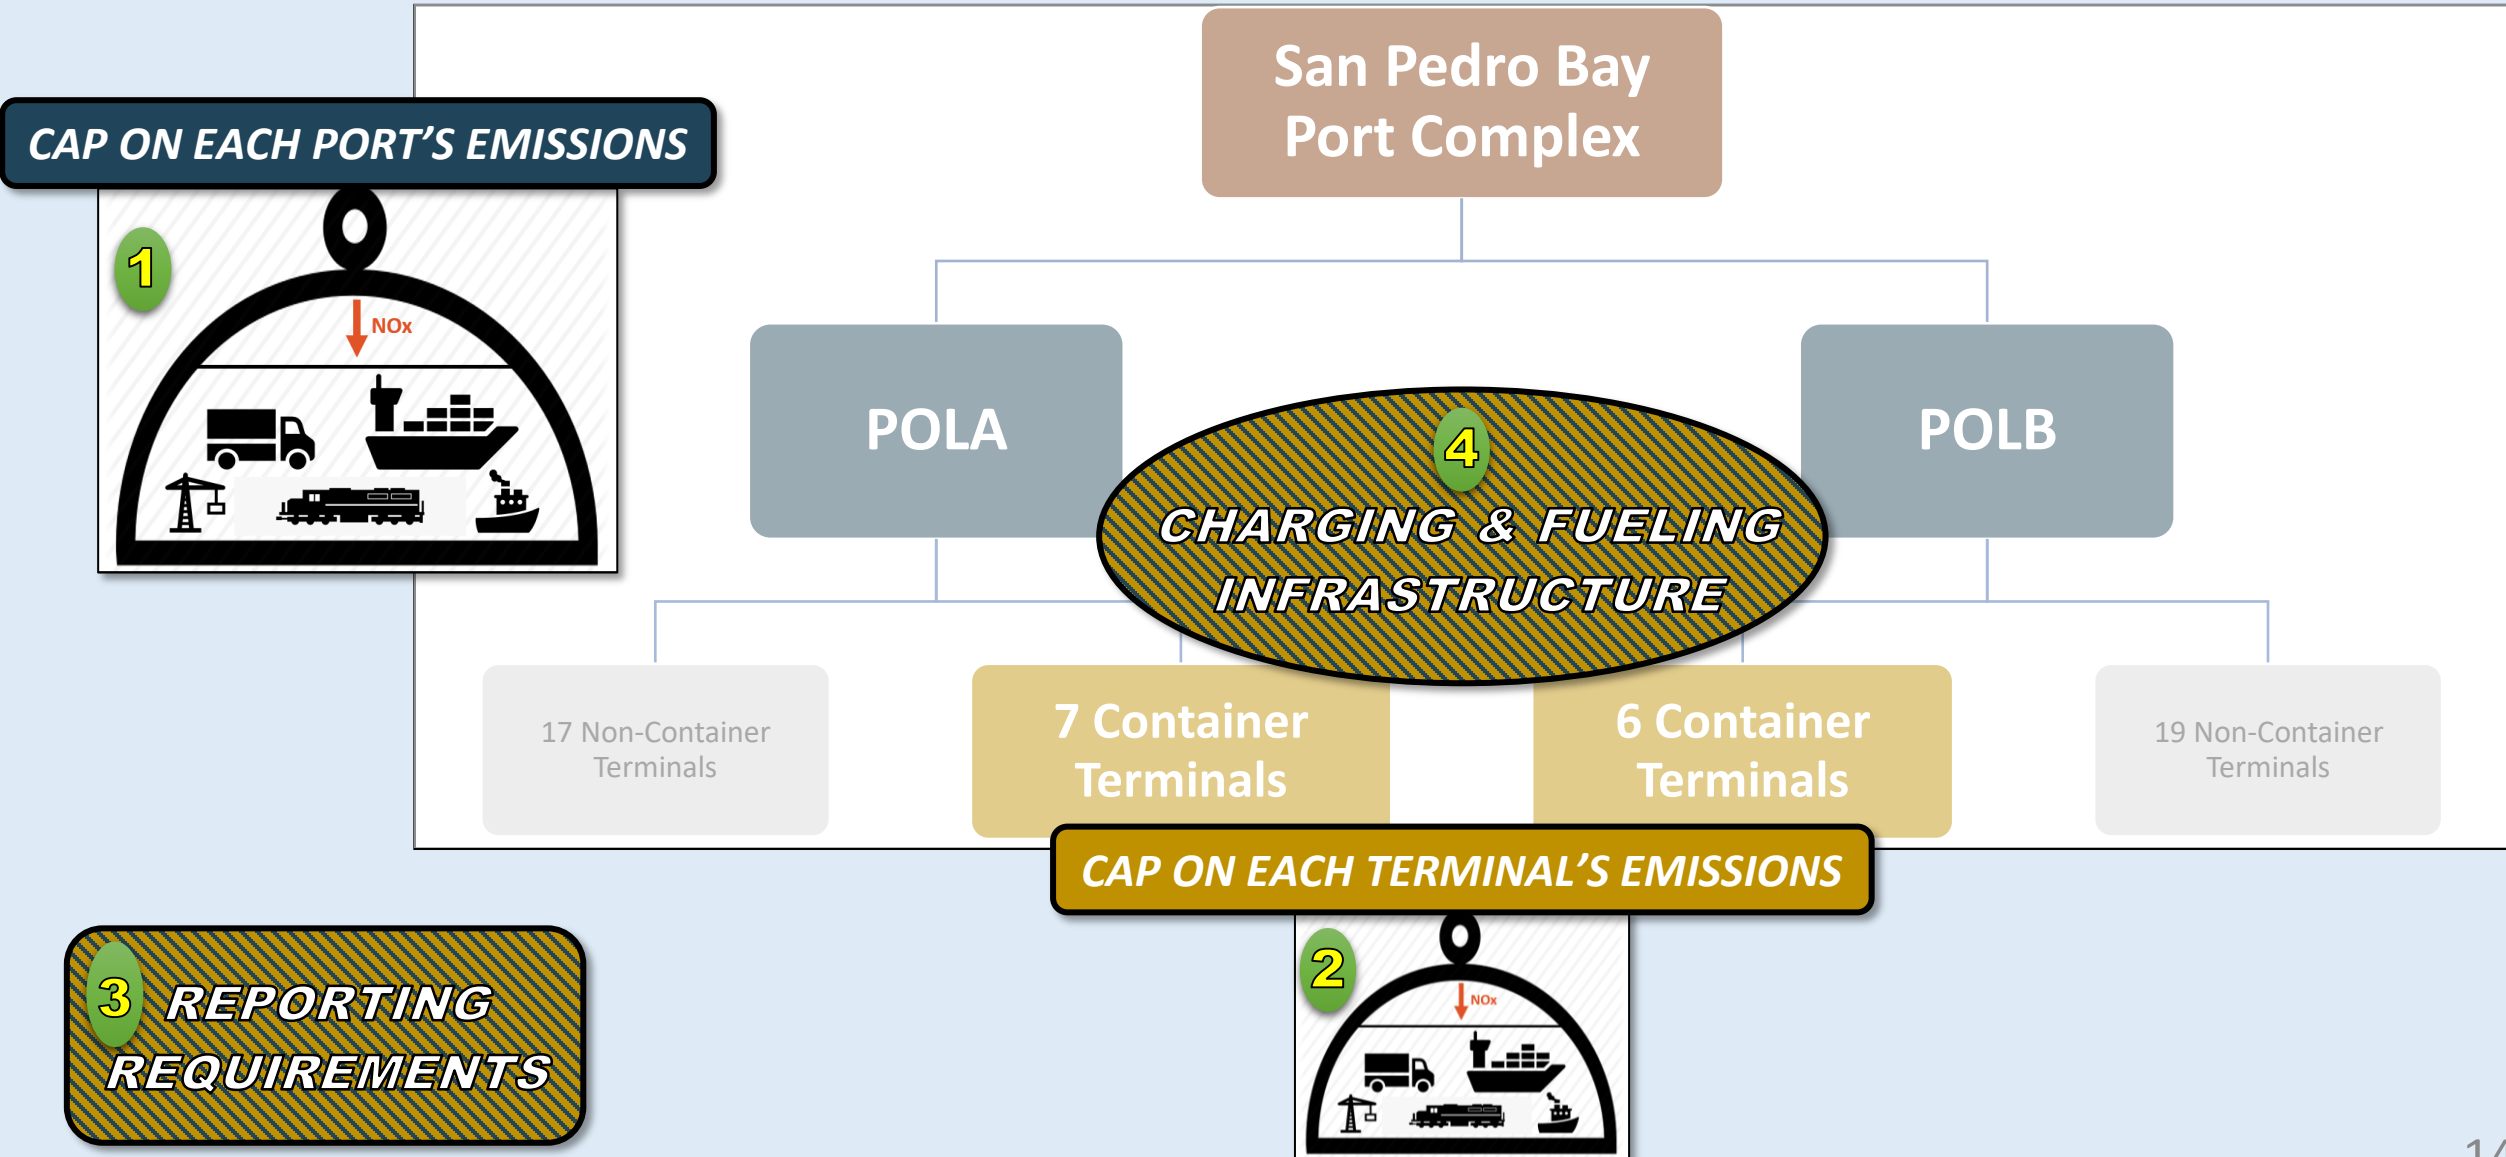 San Pedro Bay
Port Complex
CAP ON EACH PORT’S EMISSIONS
1
NOx
POLA
POLB
4
CHARGING & FUELING
INFRASTRUCTURE
17 Non-Container
Terminals
7 Container
Terminals
6 Container
Terminals
19 Non-Container
Terminals
CAP ON EACH TERMINAL’S EMISSIONS
3
REPORTING
REQUIREMENTS
2
NOx